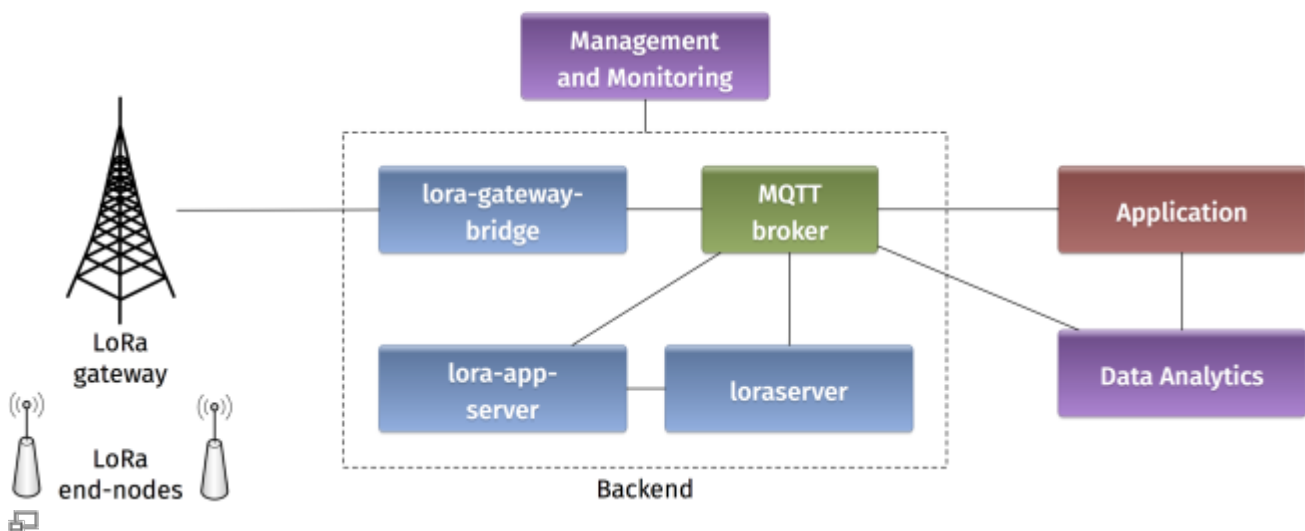 Management
and Monitoring
lora-gateway-
bridge
MQTT
broker
Application
LoRa
gateway
lora-app-
server
loraserver
Data Analytics
LoRa
end-nodes
Backend